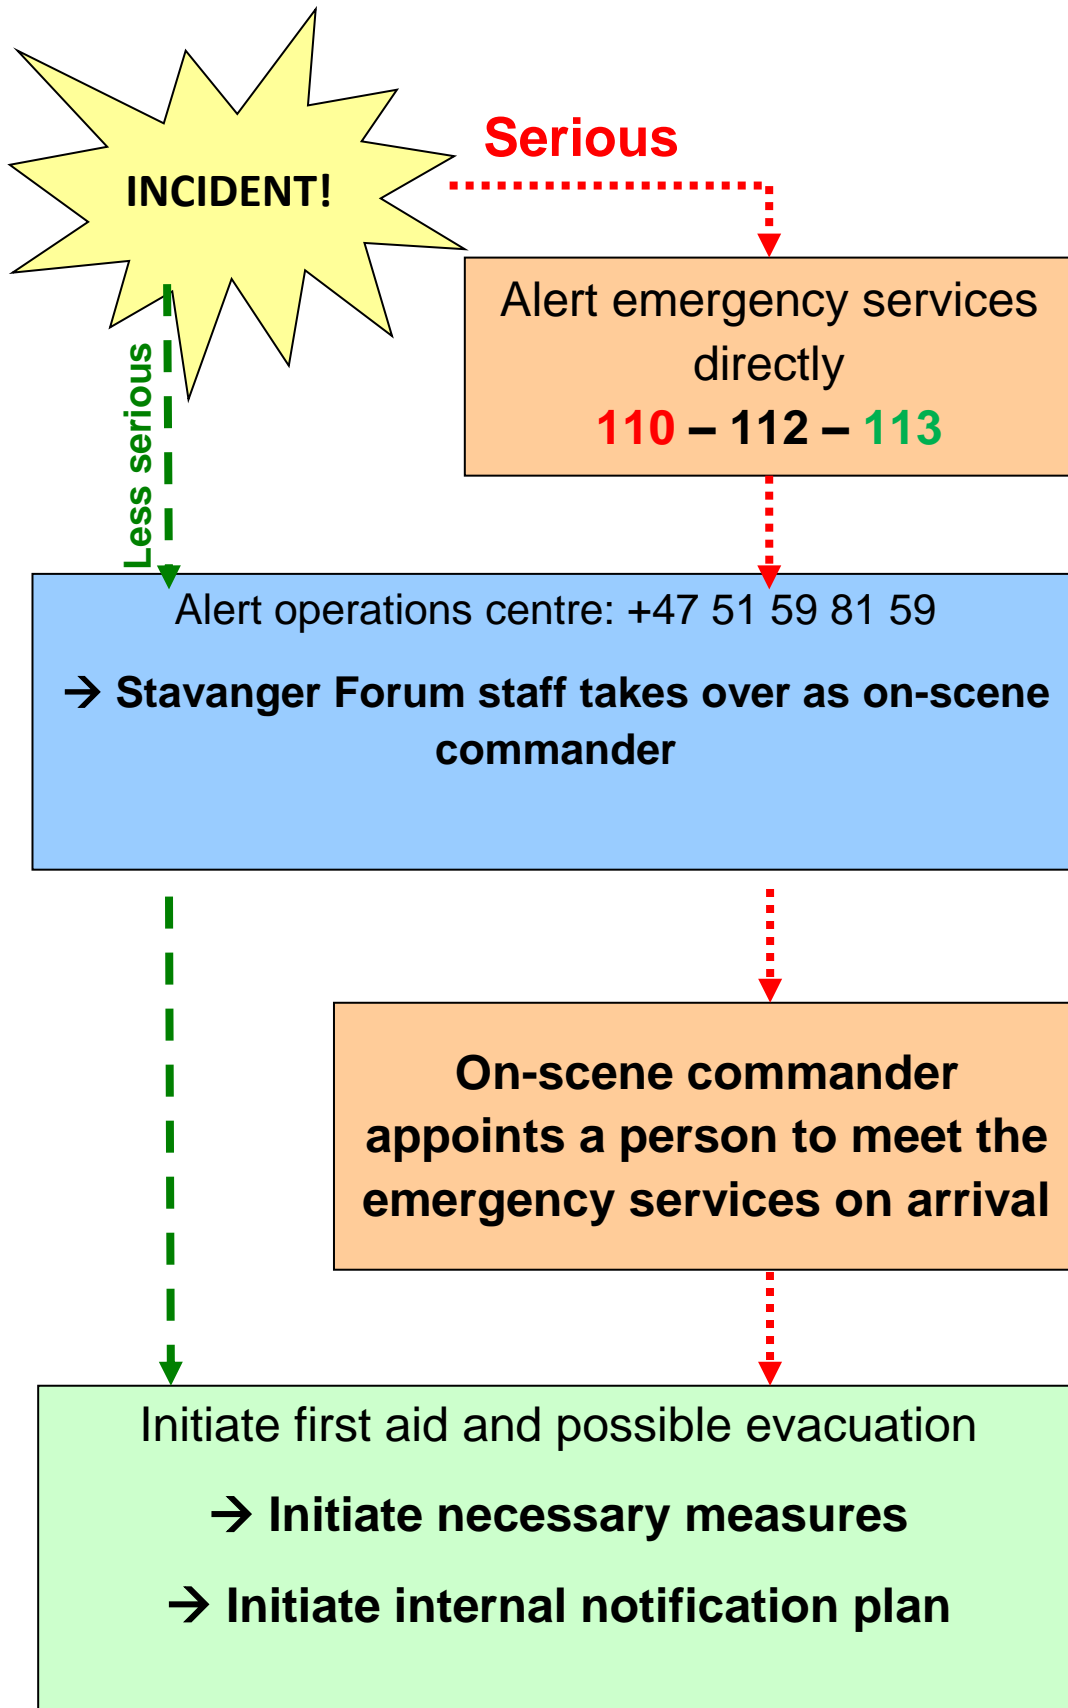 Serious
INCIDENT!
Alert emergency services
directly
110 – 112 – 113
Less serious
Alert operations centre: +47 51 59 81 59
→ Stavanger Forum staff takes over as on-scene
commander
On-scene commander
appoints a person to meet the
emergency services on arrival
Initiate first aid and possible evacuation
→ Initiate necessary measures
→ Initiate internal notification plan